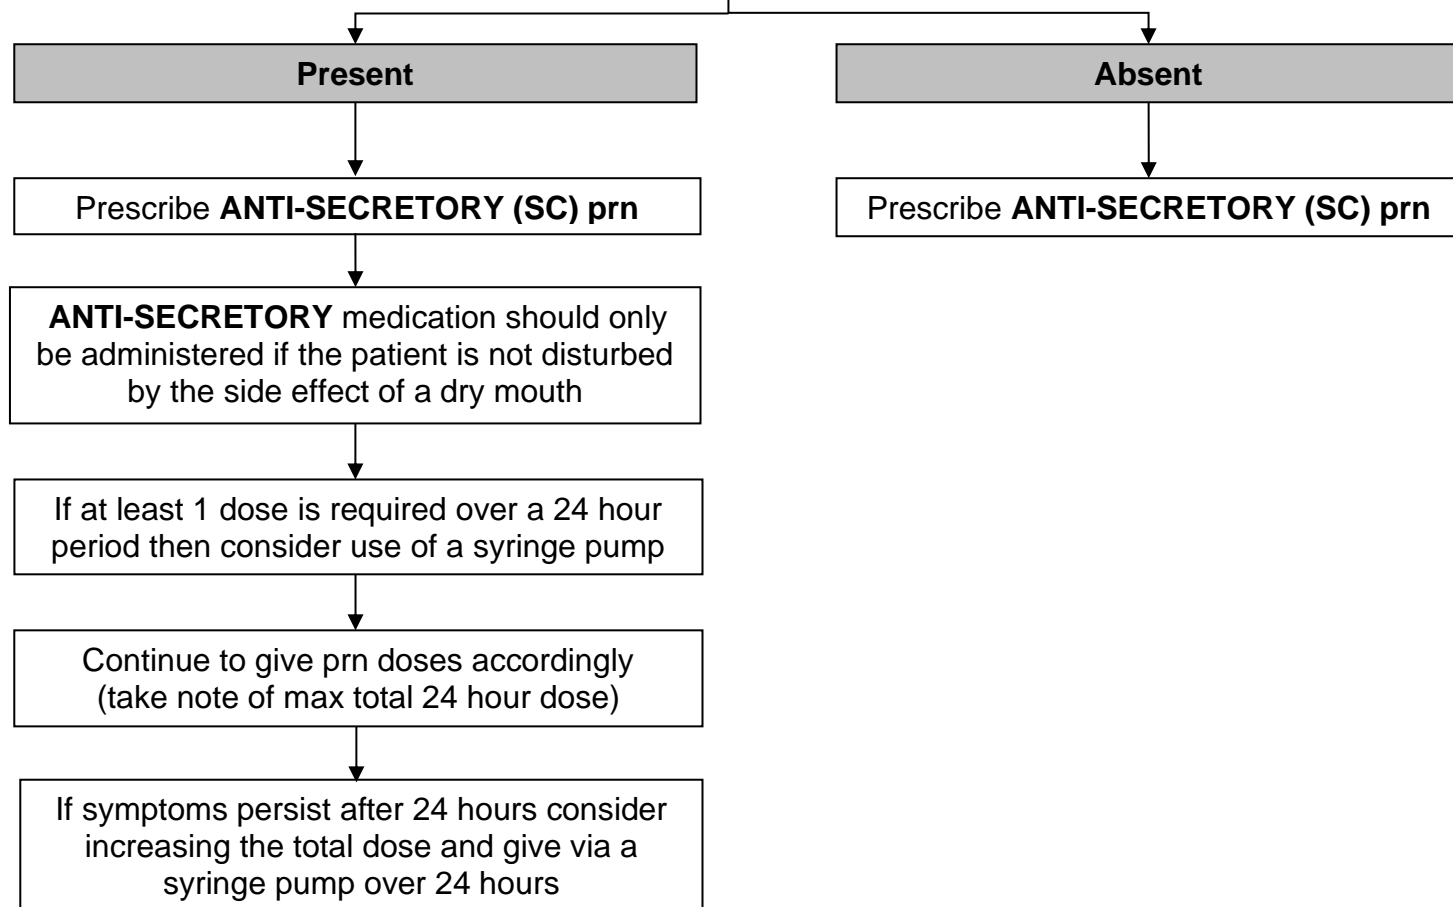 Present
Absent
Prescribe ANTI-SECRETORY (SC) prn
Prescribe ANTI-SECRETORY (SC) prn
ANTI-SECRETORY medication should only
be administered if the patient is not disturbed
by the side effect of a dry mouth
If at least 1 dose is required over a 24 hour
period then consider use of a syringe pump
Continue to give prn doses accordingly
(take note of max total 24 hour dose)
If symptoms persist after 24 hours consider
increasing the total dose and give via a
syringe pump over 24 hours